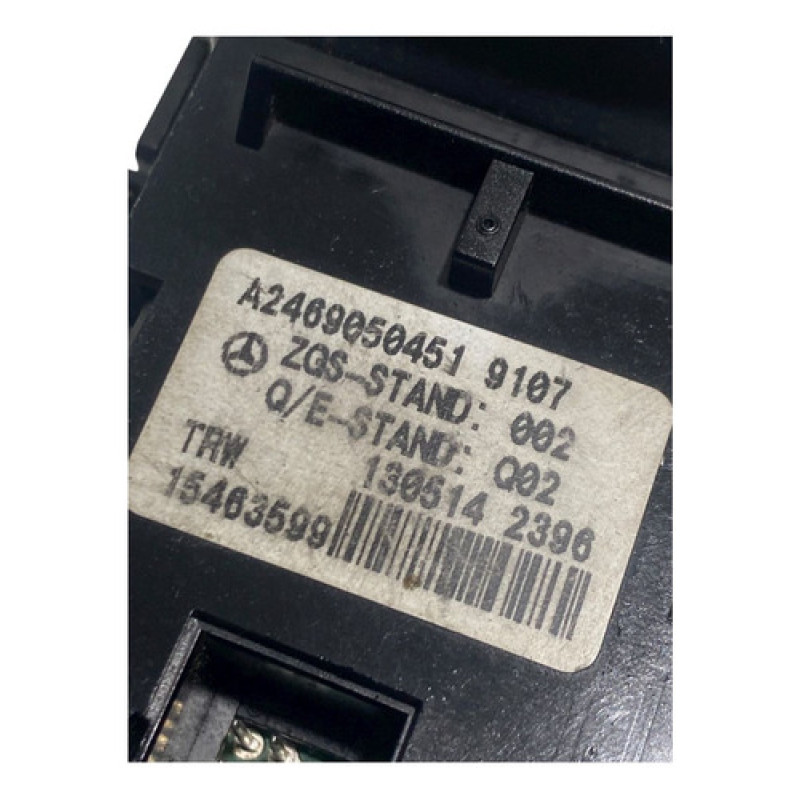 A2469050451 9107
ZGS-STAND: 002
Q/E-STAND: Q02
TRW 130514 2396
15463599